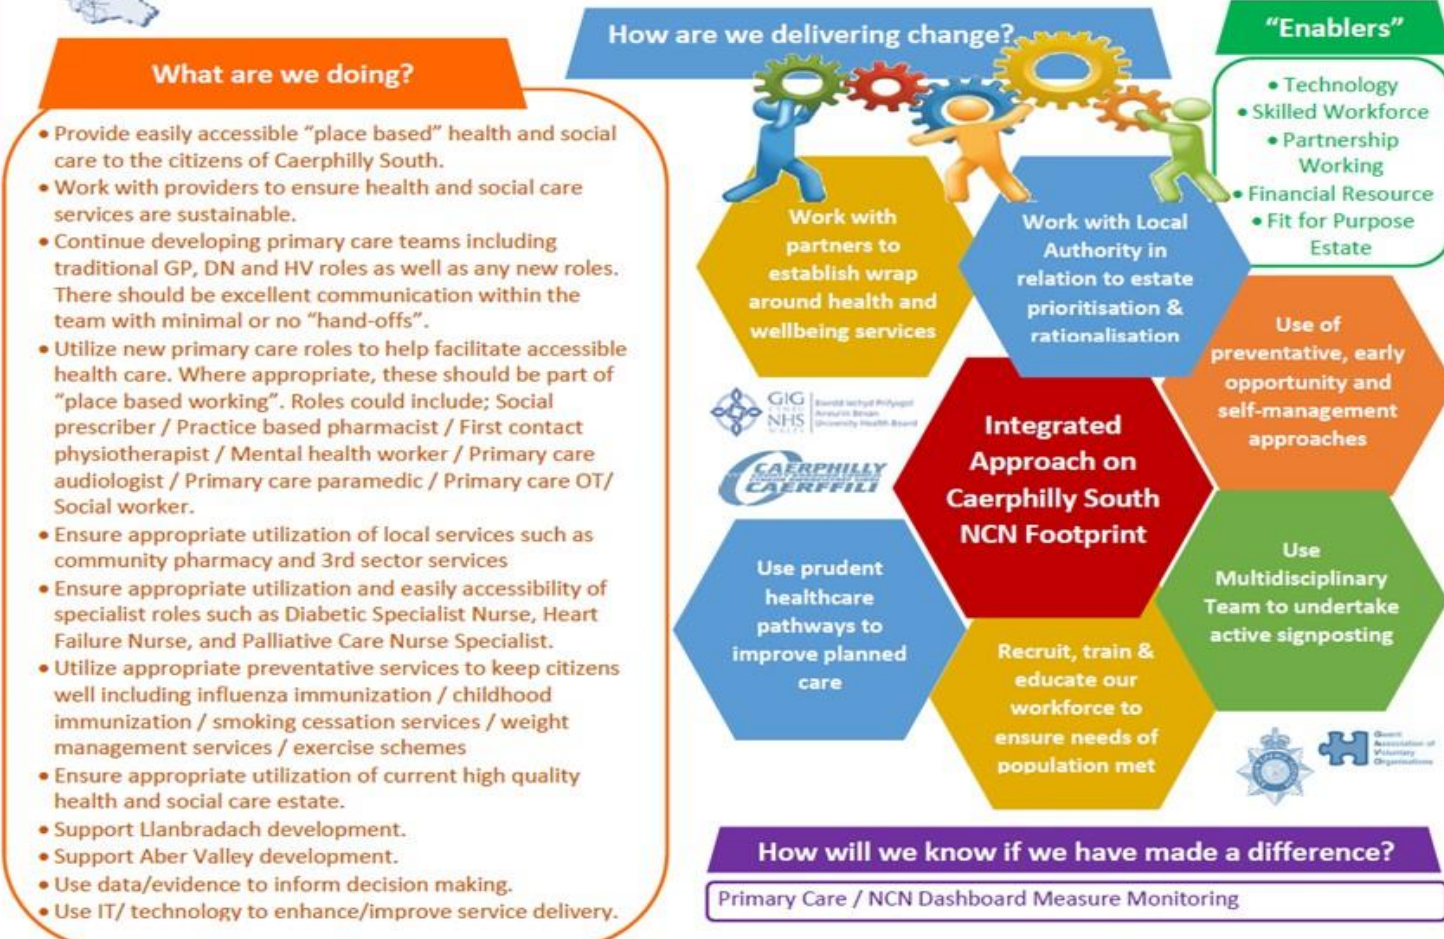 What are we doing?
• Provide easily accessible “place based” health and social
care to the citizens of Caerphilly South.
• Work with providers to ensure health and social care
services are sustainable.
• Continue developing primary care teams including
traditional GP, DN and HV roles as well as any new roles.
There should be excellent communication within the
team with minimal or no “hand-offs”.
• Utilize new primary care roles to help facilitate accessible
health care. Where appropriate, these should be part of
“place based working”. Roles could include; Social
prescriber / Practice based pharmacist / First contact
physiotherapist / Mental health worker / Primary care
audiologist / Primary care paramedic / Primary care OT/
Social worker.
• Ensure appropriate utilization of local services such as
community pharmacy and 3rd sector services
• Ensure appropriate utilization and easily accessibility of
specialist roles such as Diabetic Specialist Nurse, Heart
Failure Nurse, and Palliative Care Nurse Specialist.
• Utilize appropriate preventative services to keep citizens
well including influenza immunization / childhood
immunization / smoking cessation services / weight
management services / exercise schemes
• Ensure appropriate utilization of current high quality
health and social care estate.
• Support Llanbradach development.
• Support Aber Valley development.
• Use data/evidence to inform decision making.
• Use IT/ technology to enhance/improve service delivery.
How are we delivering change?
Work with
partners to
establish wrap
around health and
wellbeing services
Work with Local
Authority in
relation to estate
prioritisation &
rationalisation
Use of
preventative, early
opportunity and
self-management
approaches
Integrated
Approach on
Caerphilly South
NCN Footprint
Use
Multidisciplinary
Team to undertake
active signposting
Use prudent
healthcare
pathways to
improve planned
care
Recruit, train &
educate our
workforce to
ensure needs of
population met
GIG
CYMRU
NHS
WALES
Bwrdd Iechyd Prifysgol
Aneurin Bevan
University Health Board
CAERPHILLY
CAERFFILI
Gwent
Association of
Voluntary
Organisations
“Enablers”
• Technology
• Skilled Workforce
• Partnership
Working
• Financial Resource
• Fit for Purpose
Estate
How will we know if we have made a difference?
Primary Care / NCN Dashboard Measure Monitoring